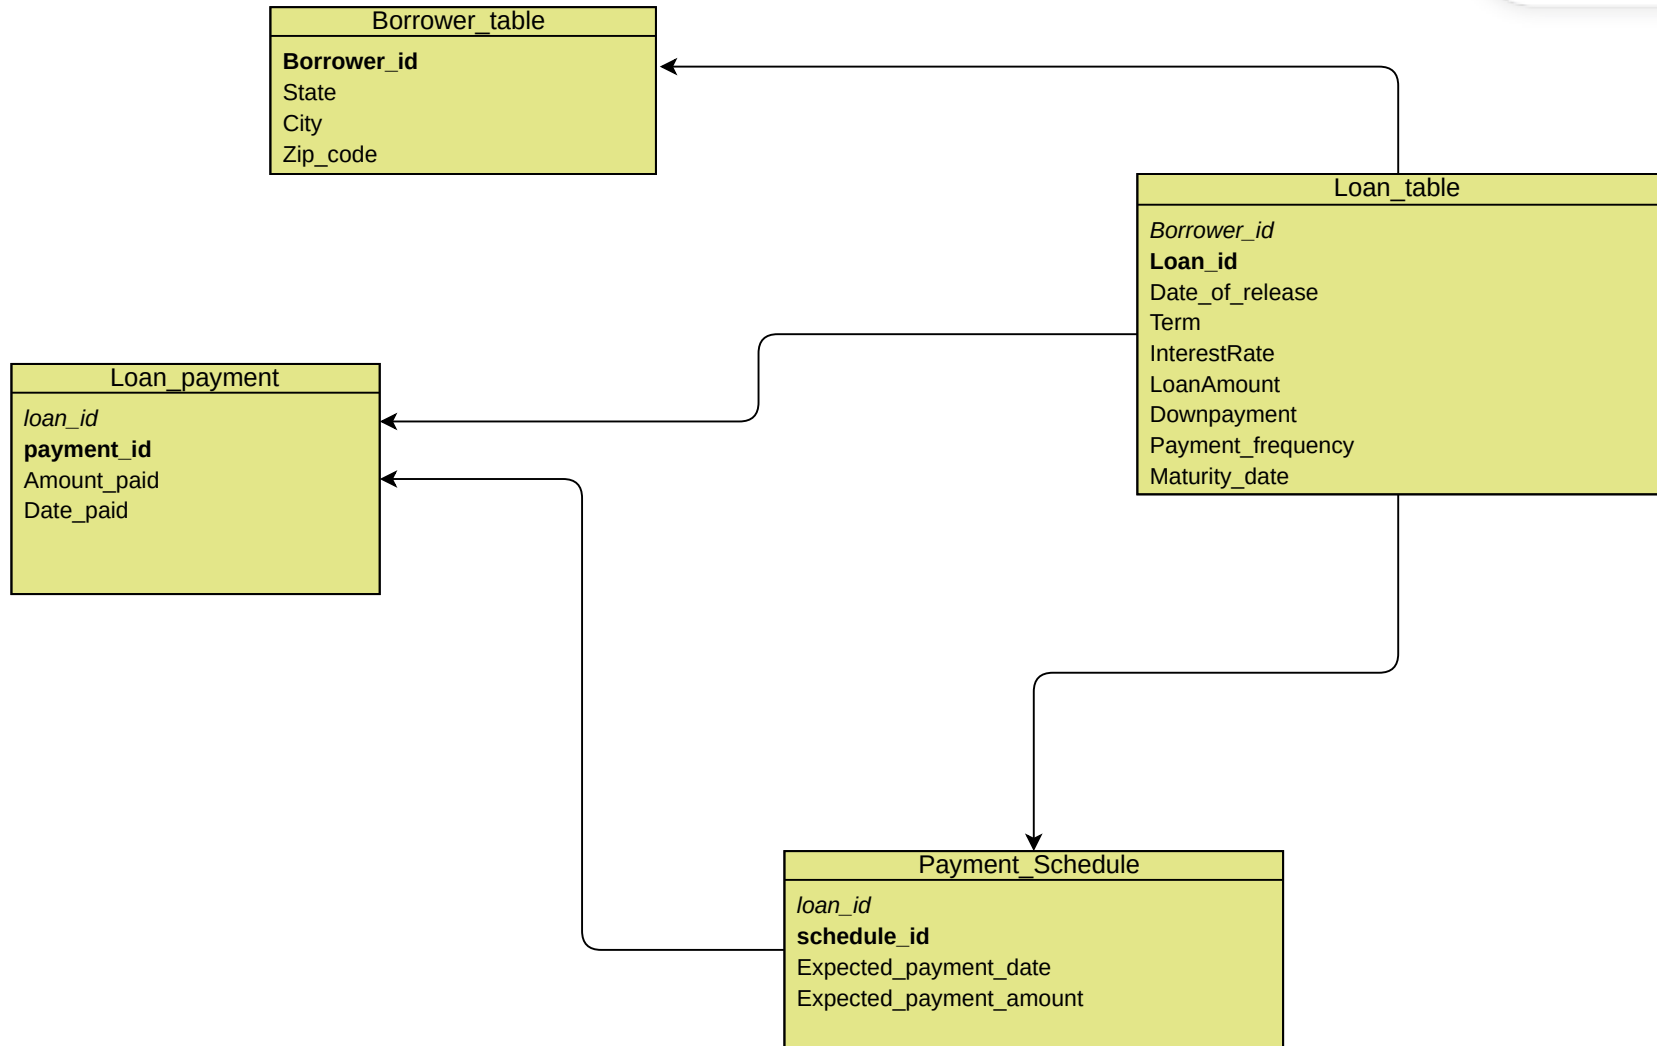 Borrower_table
Borrower_id
State
City
Zip_code
Loan_table
Borrower_id
Loan_id
Date_of_release
Term
InterestRate
LoanAmount
Downpayment
Payment_frequency
Maturity_date
Loan_payment
loan_id
payment_id
Amount_paid
Date_paid
Payment_Schedule
loan_id
schedule_id
Expected_payment_date
Expected_payment_amount